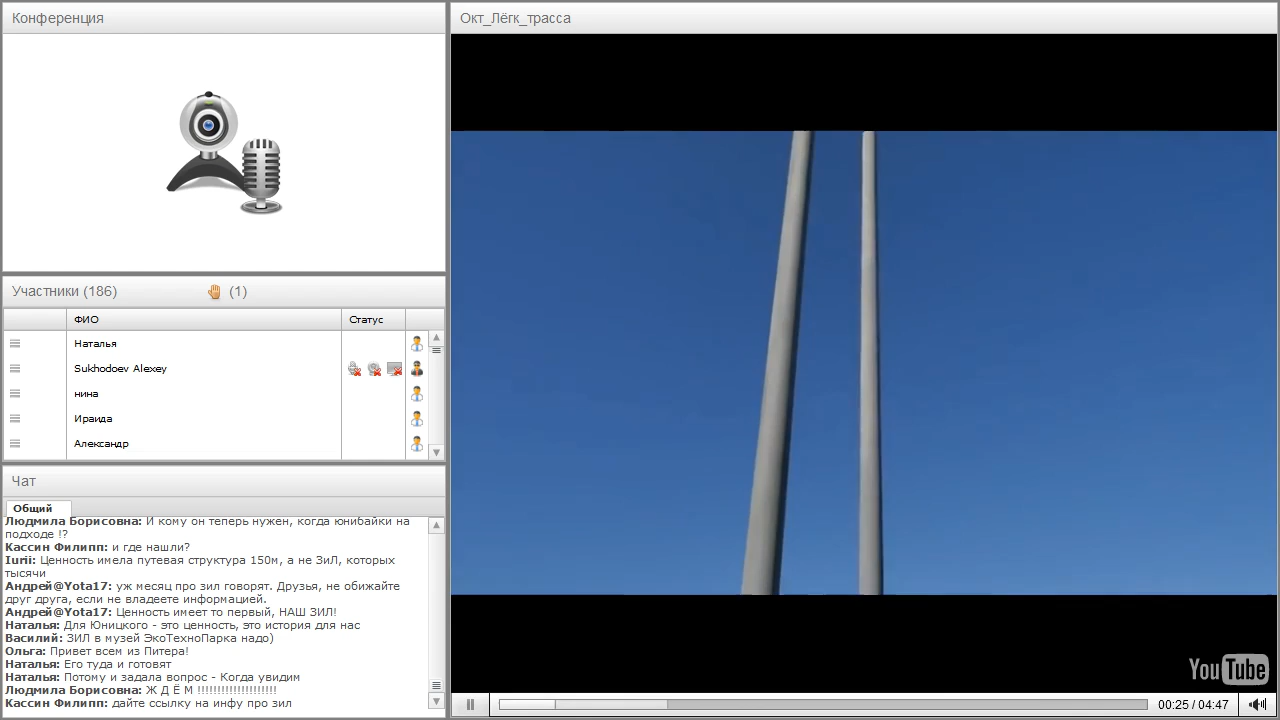 Конференция
Окт_Лёгк_трасса
Участники (186) (1)
ФИО Статус
Наталья
Sukhodoev Alexey
нина
Ираида
Александр
Чат
Общий
Людмила Борисовна: И кому он теперь нужен, когда юнибайки на
подходе !?
Кассин Филипп: и где нашли?
Iurii: Ценность имела путевая структура 150м, а не ЗиЛ, которых
тысячи
Андрей@Yota17: уж месяц про зил говорят. Друзья, не обижайте
друг друга, если не владеете информацией.
Андрей@Yota17: Ценность имеет то первый, НАШ ЗИЛ!
Наталья: Для Юницкого - это ценность, это история для нас
Василий: ЗИЛ в музей ЭкоТехноПарка надо)
Ольга: Привет всем из Питера!
Наталья: Его туда и готовят
Наталья: Потому и задала вопрос - Когда увидим
Людмила Борисовна: Ж Д Ё М !!!!!!!!!!!!!!!!!!!!
Кассин Филипп: дайте ссылку на инфу про зил
YouTube
00:25 / 04:47